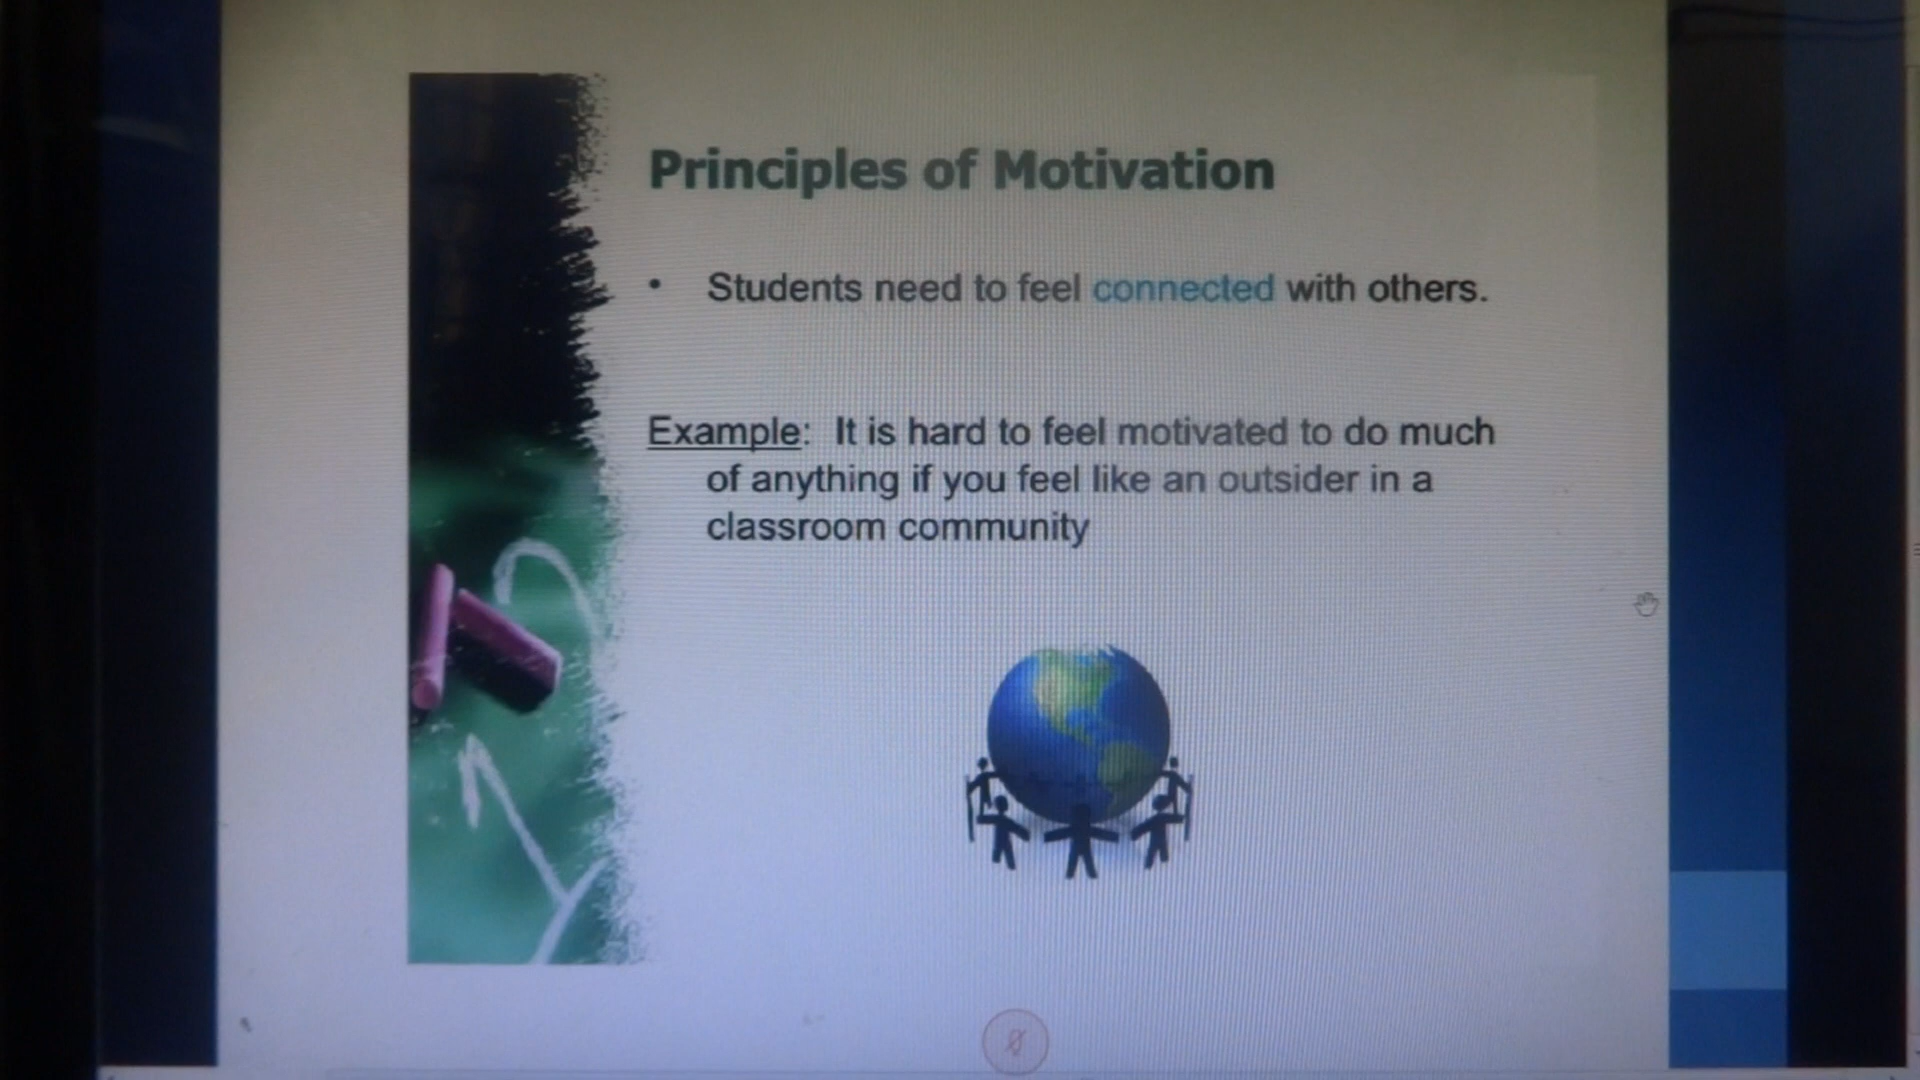 Principles of Motivation
• Students need to feel connected with others.
Example: It is hard to feel motivated to do much
of anything if you feel like an outsider in a
classroom community